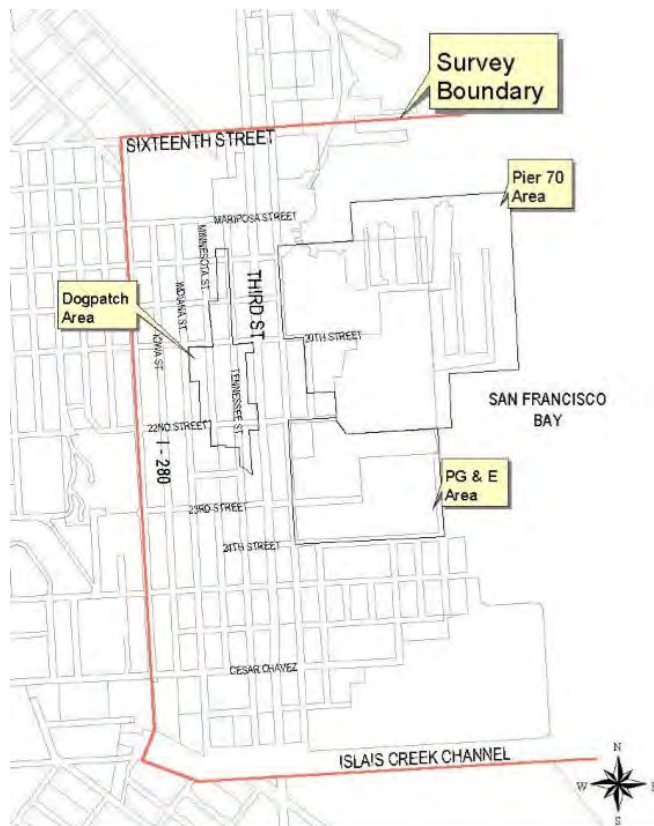 Survey
Boundary
SIXTEENTH STREET
Pier 70
Area
MARIPOSA STREET
MINNESOTA ST.
THIRD ST
INDIANA ST.
Dogpatch
Area
IOWA ST.
20TH STREET
TENNESSEE ST.
SAN FRANCISCO
BAY
22ND STREET
I - 280
PG & E
Area
23RD STREET
24TH STREET
CESAR CHAVEZ
ISLAIS CREEK CHANNEL
N
W
E
S